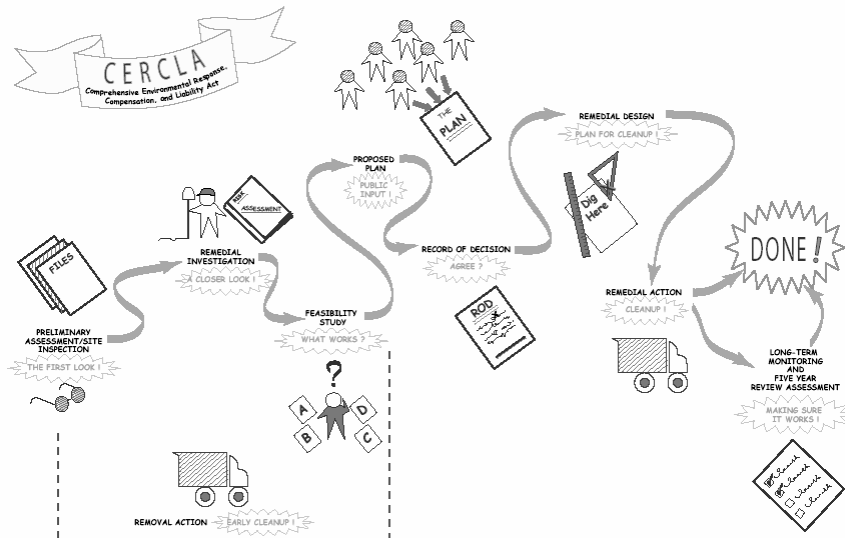 CERCLA
Comprehensive Environmental Response,
Compensation, and Liability Act
THE
PLAN
REMEDIAL DESIGN
PLAN FOR CLEANUP !
PROPOSED
PLAN
PUBLIC
INPUT !
Dig
Here
RISK
ASSESSMENT
REMEDIAL
INVESTIGATION
A CLOSER LOOK !
RECORD OF DECISION
AGREE ?
DONE!
FILES
REMEDIAL ACTION
CLEANUP !
ROD
FEASIBILITY
STUDY
WHAT WORKS ?
PRELIMINARY
ASSESSMENT/SITE
INSPECTION
THE FIRST LOOK !
LONG-TERM
MONITORING
AND
FIVE YEAR
REVIEW ASSESSMENT
MAKING SURE
IT WORKS !
?
A
D
B
C
REMOVAL ACTION
EARLY CLEANUP !